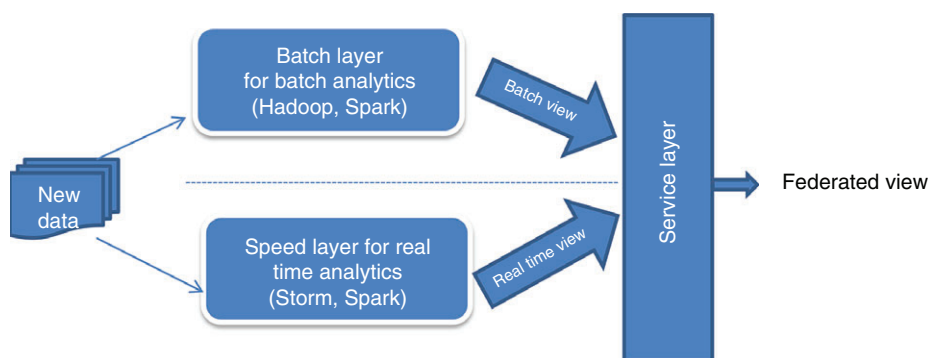 Batch layer
for batch analytics
(Hadoop, Spark)
Batch view
New
data
Service layer
Federated view
Speed layer for real
time analytics
(Storm, Spark)
Real time view